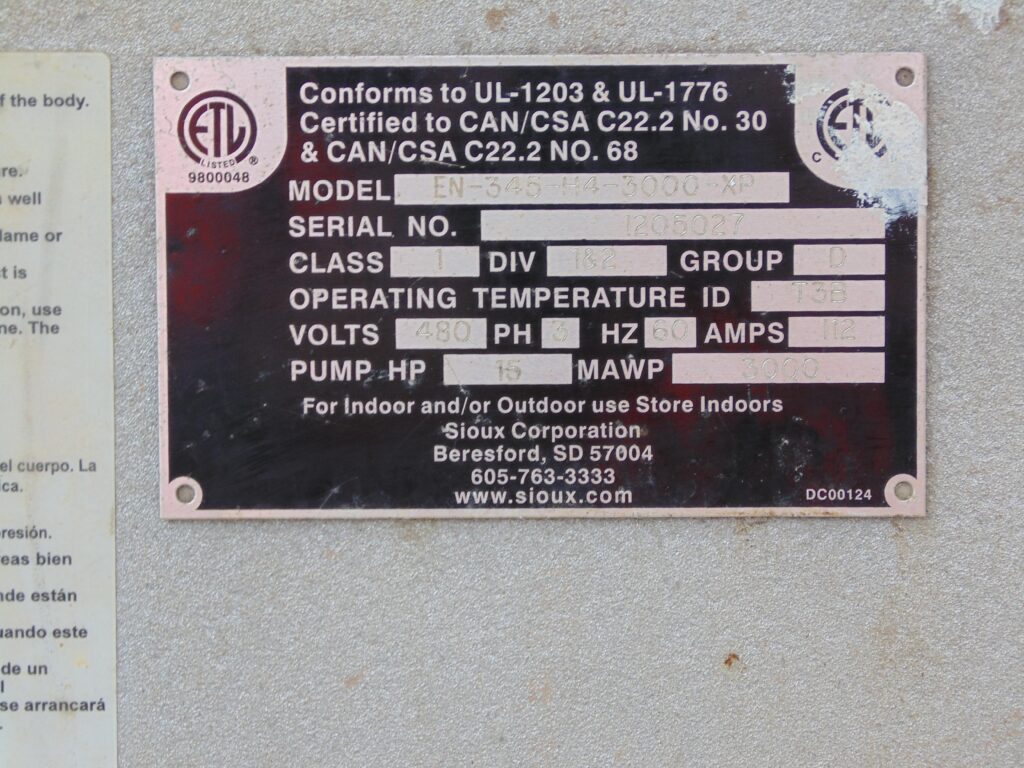 f the body.
re.
well
lame or
t is
on, use
ne. The
el cuerpo. La
ica.
resión.
eas bien
nde están
uando este
de un
l
se arrancará
ETL
LISTED ®
9800048
Conforms to UL-1203 & UL-1776
Certified to CAN/CSA C22.2 No. 30
& CAN/CSA C22.2 NO. 68
C
MODEL EN-345-H4-3000-XP
SERIAL NO. 1205027
CLASS 1 DIV 1&2 GROUP D
OPERATING TEMPERATURE ID T3B
VOLTS 480 PH 3 HZ 60 AMPS 112
PUMP HP 15 MAWP 3000
For Indoor and/or Outdoor use Store Indoors
Sioux Corporation
Beresford, SD 57004
605-763-3333
www.sioux.com
DC00124